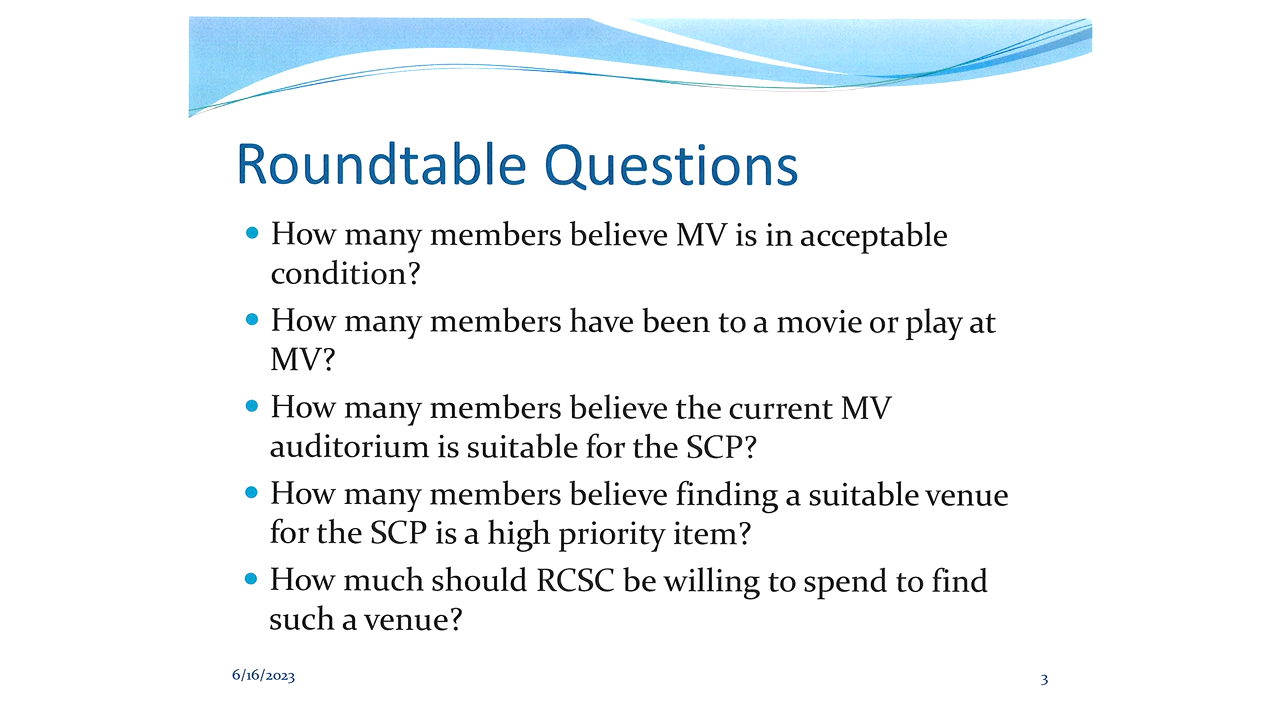 Roundtable Questions
• How many members believe MV is in acceptable
condition?
• How many members have been to a movie or play at
MV?
• How many members believe the current MV
auditorium is suitable for the SCP?
• How many members believe finding a suitable venue
for the SCP is a high priority item?
• How much should RCSC be willing to spend to find
such a venue?
6/16/2023
3